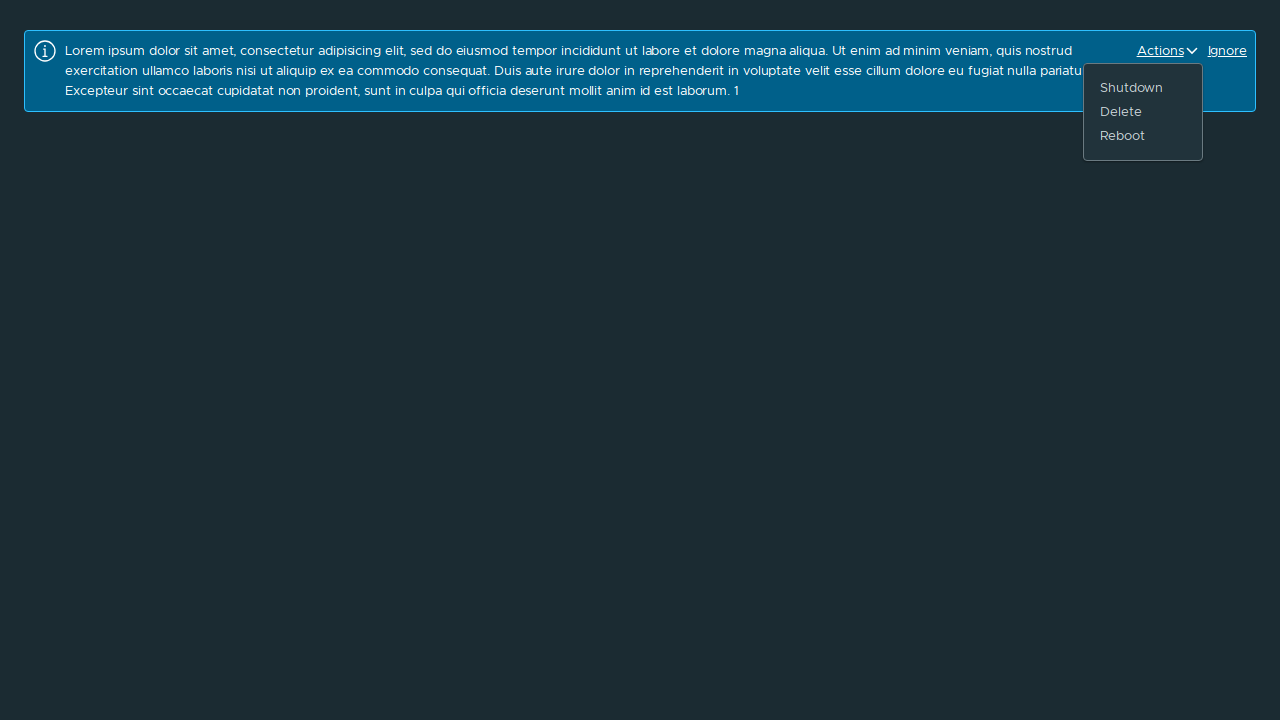 Lorem ipsum dolor sit amet, consectetur adipisicing elit, sed do eiusmod tempor incididunt ut labore et dolore magna aliqua. Ut enim ad minim veniam, quis nostrud
exercitation ullamco laboris nisi ut aliquip ex ea commodo consequat. Duis aute irure dolor in reprehenderit in voluptate velit esse cillum dolore eu fugiat nulla
Excepteur sint occaecat cupidatat non proident, sunt in culpa qui officia deserunt mollit anim id est laborum. 1
Actions
Ignore
Shutdown
Delete
Reboot